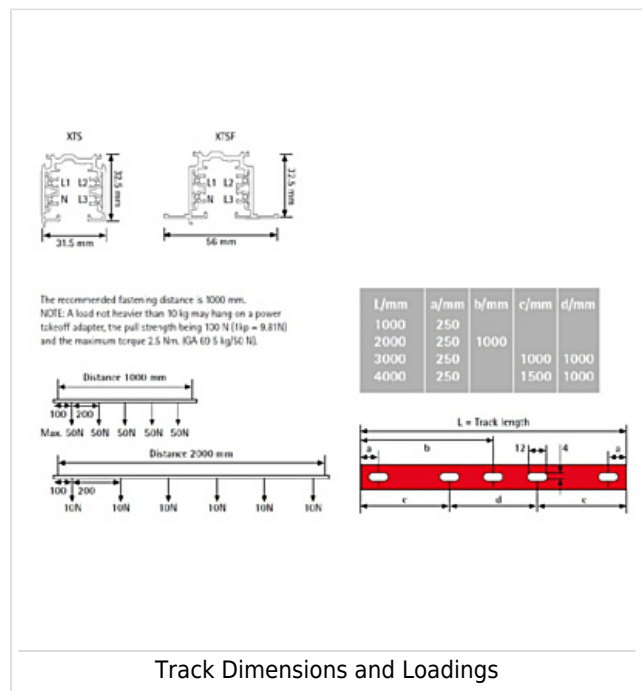 XTS XTSF
L1 L2
N L3
32.5 mm
31.5 mm
L1 L2
N L3
32.5 mm
56 mm
The recommended fastening distance is 1000 mm.
NOTE: A load not heavier than 10 kg may hang on a power
takeoff adapter, the pull strength being 100 N (1kp = 9.81N)
and the maximum torque 2.5 Nm. (GA 60 5 kg/50 N).
Distance 1000 mm
100 200
Max. 50N 50N 50N 50N 50N
Distance 2000 mm
100 200
10N 10N 10N 10N 10N 10N
L/mm a/mm b/mm c/mm d/mm
1000 250
2000 250 1000
3000 250 1000 1000
4000 250 1500 1000
L = Track length
a b 12 4 a
c d c
Track Dimensions and Loadings